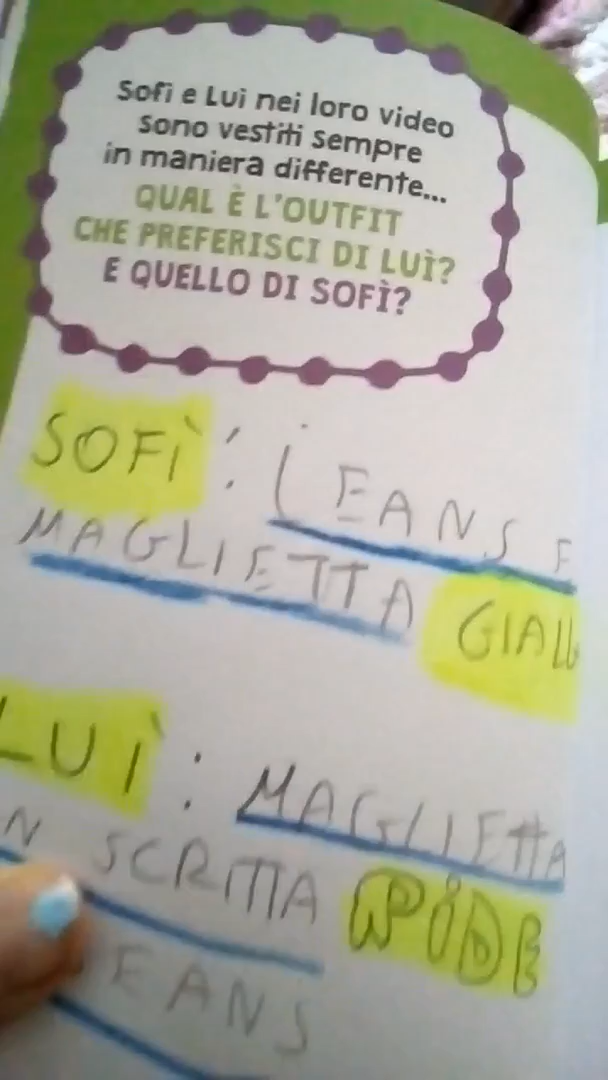 Sofì e Luì nei loro video
sono vestiti sempre
in maniera differente...
QUAL È L'OUTFIT
CHE PREFERISCI DI LUÌ?
E QUELLO DI SOFÌ?
SOFÌ: JEANS E
MAGLIETTA GIALL
LUÌ: MAGLIETTA
N SCRITTA
EANS